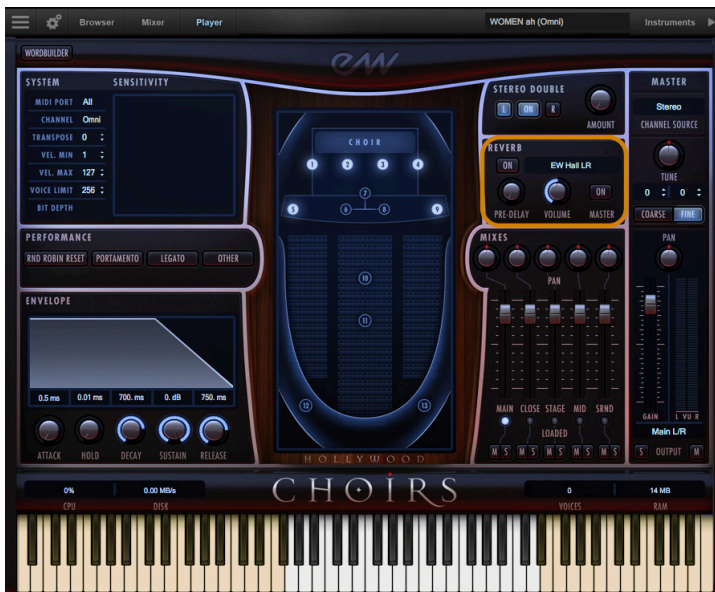 Browser Mixer Player WOMEN ah (Omni) Instruments
WORDBUILDER
EW
SYSTEM SENSITIVITY
MIDI PORT All
CHANNEL Omni
TRANSPOSE 0
VEL. MIN 1
VEL. MAX 127
VOICE LIMIT 256
BIT DEPTH
PERFORMANCE
RND ROBIN RESET PORTAMENTO LEGATO OTHER
ENVELOPE
0.5 ms 0.01 ms 700. ms 0. dB 750. ms
ATTACK HOLD DECAY SUSTAIN RELEASE
CHOIR
1 2 3 4
7
5 6 8 9
10
11
12 13
HOLLYWOOD
CHOIRS
STEREO DOUBLE
L ON R
AMOUNT
REVERB
ON EW Hall LR
PRE-DELAY VOLUME ON MASTER
MIXES
PAN
MAIN CLOSE STAGE MID SRND
LOADED
M S M S M S M S M S
MASTER
Stereo
CHANNEL SOURCE
TUNE
0 0
COARSE FINE
PAN
GAIN L VU R
Main L/R
S OUTPUT M
0% 0.00 MB/s
CPU DISK
0 14 MB
VOICES RAM